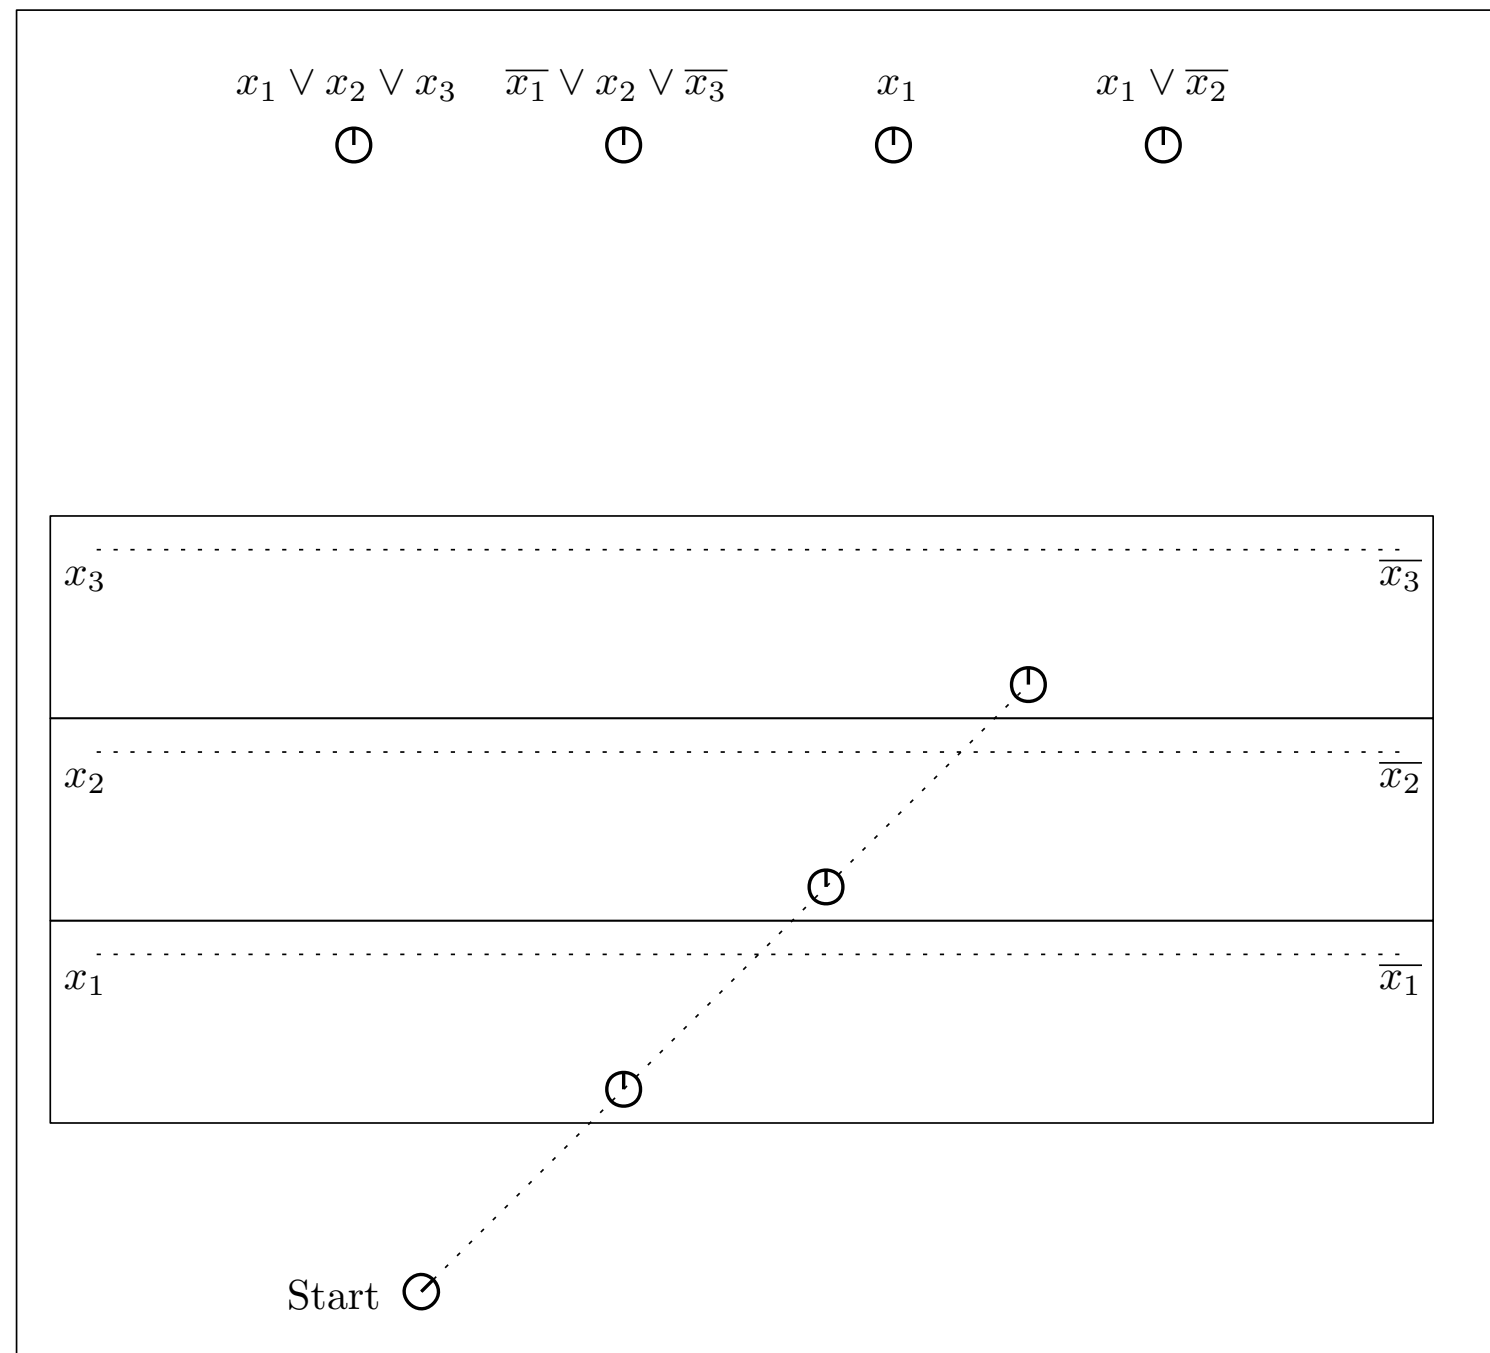 x₁ ∨ x₂ ∨ x₃ x̅₁ ∨ x₂ ∨ x̅₃ x₁ x₁ ∨ x̅₂
x₃ x̅₃
x₂ x̅₂
x₁ x̅₁
Start